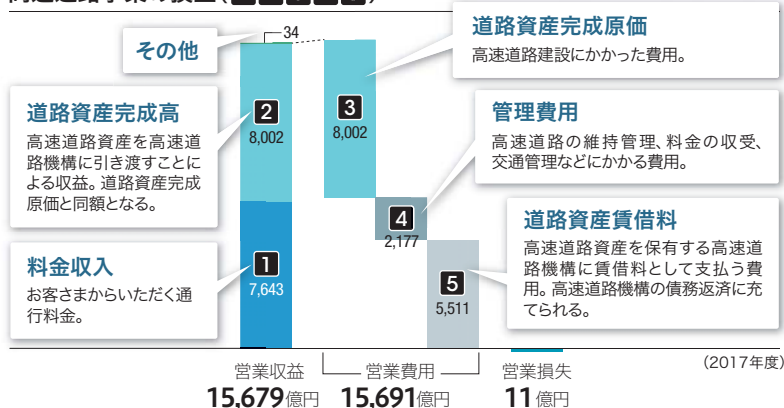 34
その他
道路資産完成原価
高速道路建設にかかった費用。
道路資産完成高
高速道路資産を高速道
路機構に引き渡すことに
よる収益。道路資産完成
原価と同額となる。
2
8,002
3
8,002
管理費用
高速道路の維持管理、料金の収受、
交通管理などにかかる費用。
4
2,177
道路資産賃借料
高速道路資産を保有する高速道
路機構に賃借料として支払う費
用。高速道路機構の債務返済に充
てられる。
料金収入
お客さまからいただく通
行料金。
1
7,643
5
5,511
(2017年度)
営業収益
15,679億円
営業費用
15,691億円
営業損失
11億円